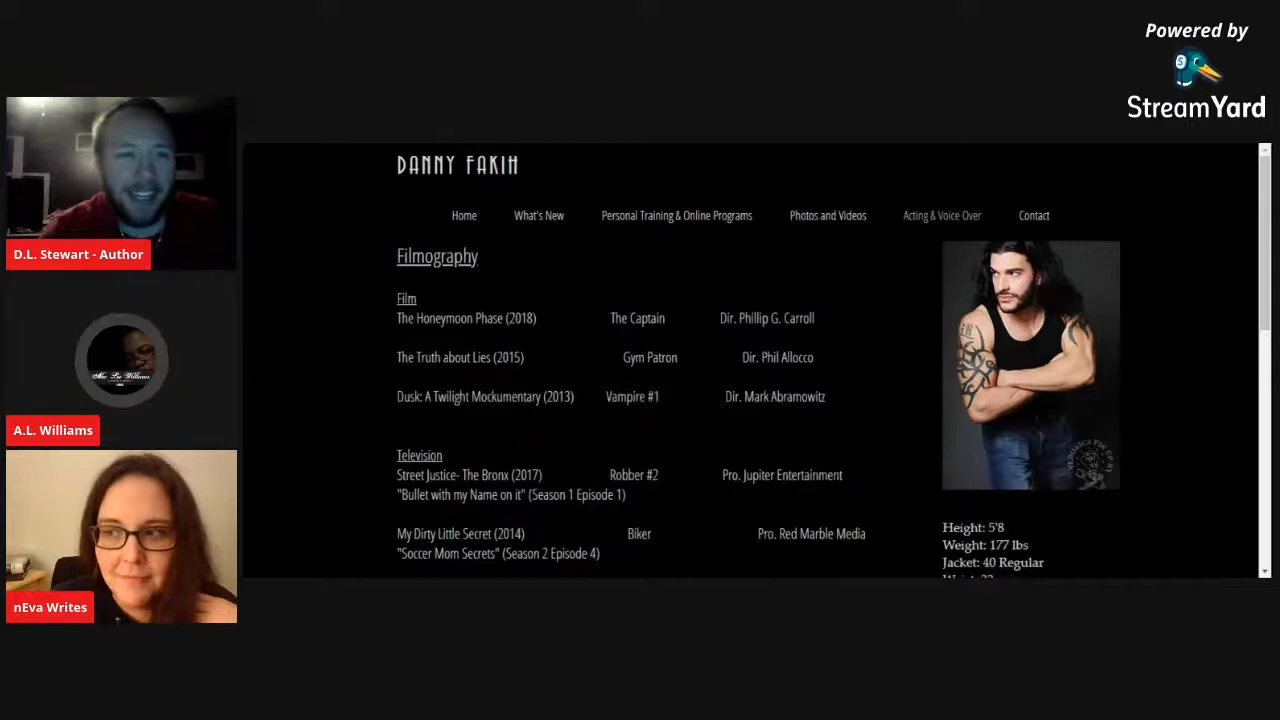 Powered by
StreamYard
D.L. Stewart - Author
A.L. Williams
nEva Writes
DANNY FAKIH
Home What's New Personal Training & Online Programs Photos and Videos Acting & Voice Over Contact
Filmography
Film
The Honeymoon Phase (2018) The Captain Dir. Phillip G. Carroll
The Truth about Lies (2015) Gym Patron Dir. Phil Allocco
Dusk: A Twilight Mockumentary (2013) Vampire #1 Dir. Mark Abramowitz
Television
Street Justice- The Bronx (2017) Robber #2 Pro. Jupiter Entertainment
"Bullet with my Name on it" (Season 1 Episode 1)
My Dirty Little Secret (2014) Biker Pro. Red Marble Media
"Soccer Mom Secrets" (Season 2 Episode 4)
Height: 5'8
Weight: 177 lbs
Jacket: 40 Regular